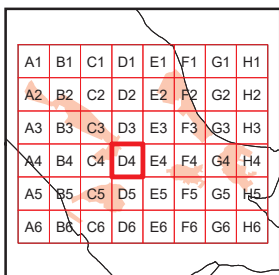 A1 B1 C1 D1 E1 F1 G1 H1
A2 B2 C2 D2 E2 F2 G2 H2
A3 B3 C3 D3 E3 F3 G3 H3
A4 B4 C4 D4 E4 F4 G4 H4
A5 B5 C5 D5 E5 F5 G5 H5
A6 B6 C6 D6 E6 F6 G6 H6